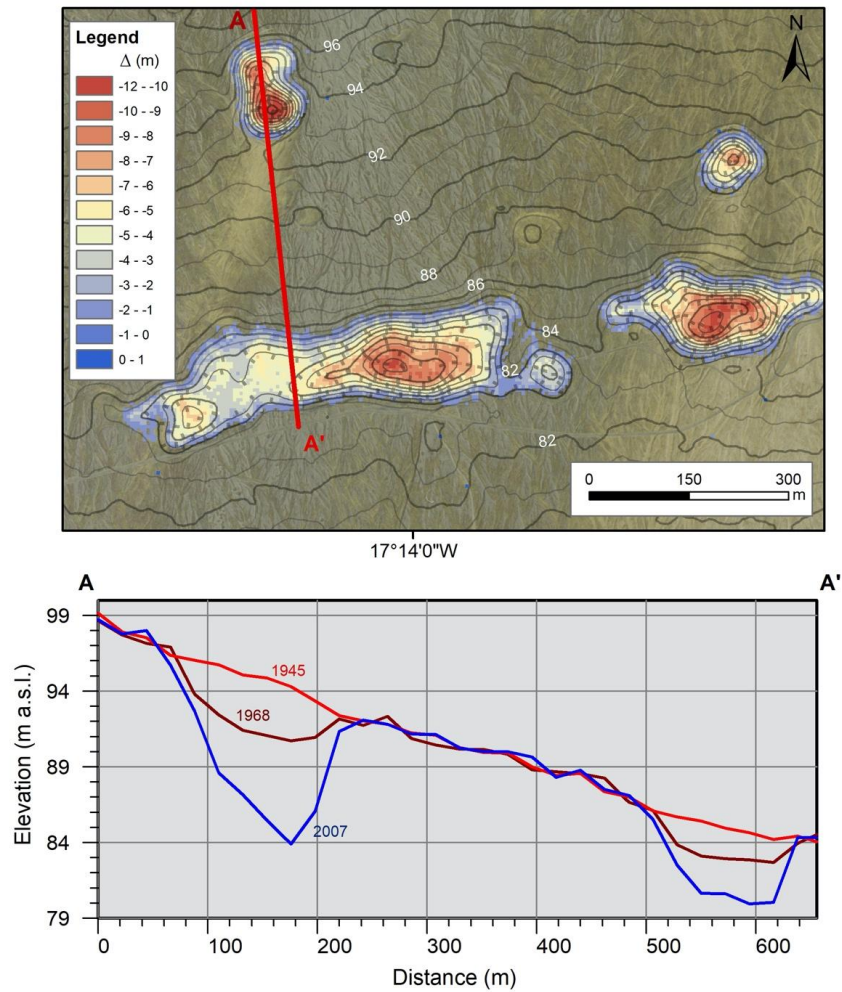 A
N
Legend
Δ (m)
-12 - -10
-10 - -9
-9 - -8
-8 - -7
-7 - -6
-6 - -5
-5 - -4
-4 - -3
-3 - -2
-2 - -1
-1 - 0
0 - 1
96
94
92
90
88
86
84
82
82
A'
0 150 300
m
17°14'0"W
A A'
99
94
89
84
79
1945
1968
2007
Elevation (m a.s.l.)
0 100 200 300 400 500 600
Distance (m)